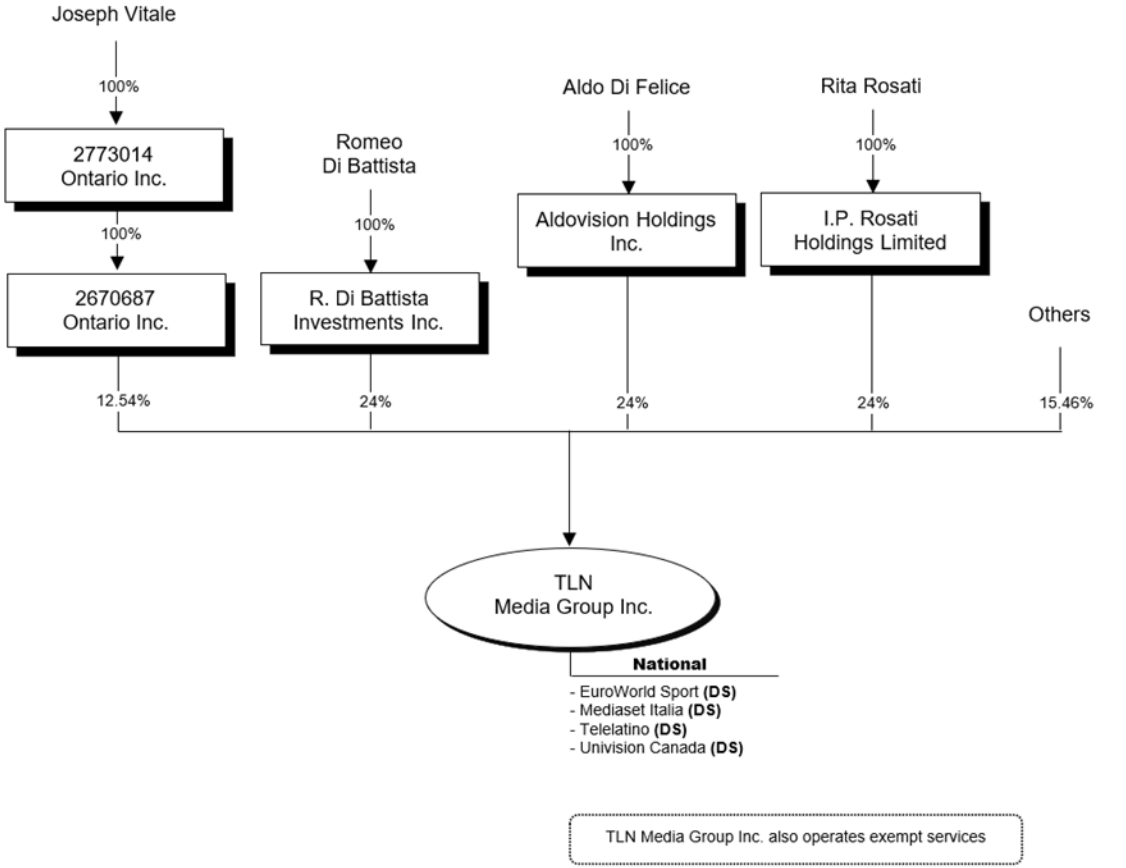 Joseph Vitale
100%
2773014
Ontario Inc.
100%
2670687
Ontario Inc.
12.54%
Romeo
Di Battista
100%
R. Di Battista
Investments Inc.
24%
Aldo Di Felice
100%
Aldovision Holdings
Inc.
24%
Rita Rosati
100%
I.P. Rosati
Holdings Limited
24%
Others
15.46%
TLN
Media Group Inc.
National
- EuroWorld Sport (DS)
- Mediaset Italia (DS)
- Telelatino (DS)
- Univision Canada (DS)
TLN Media Group Inc. also operates exempt services